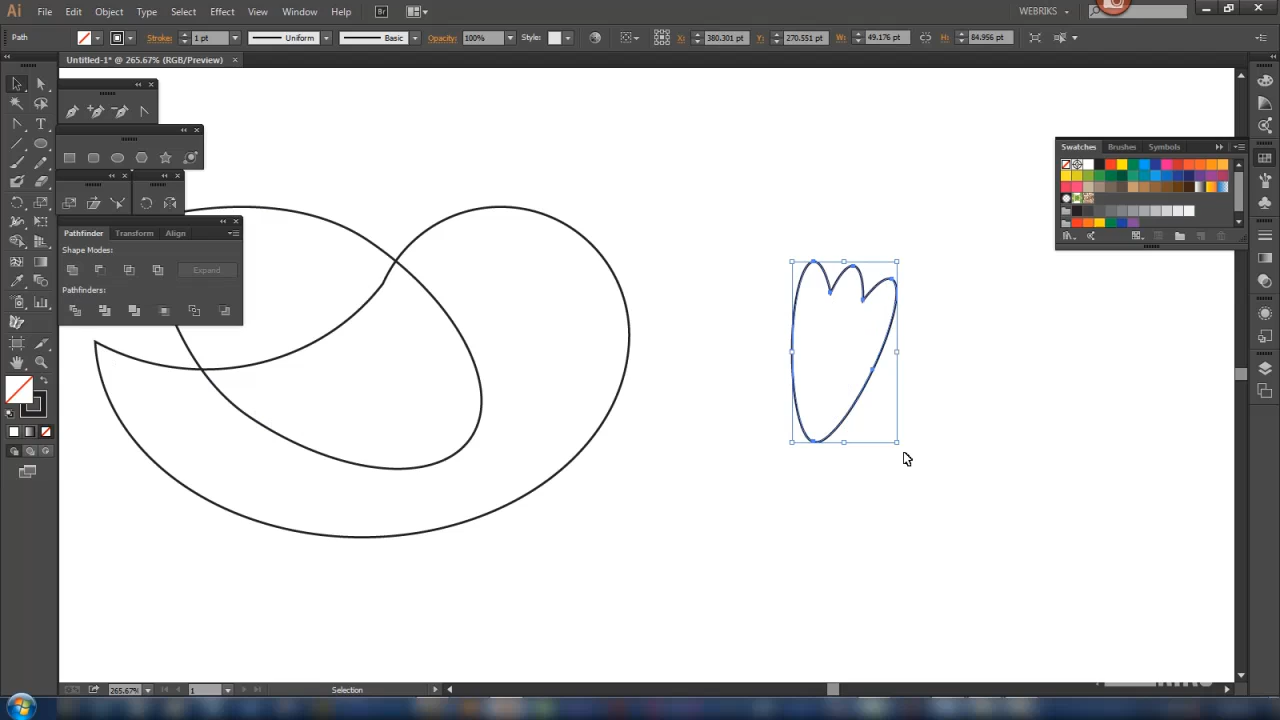 Ai File Edit Object Type Select Effect View Window Help Br WEBRIKS
Path Stroke: 1 pt Uniform Basic Opacity: 100% Style: X: 380.301 pt Y: 270.551 pt W: 49.176 pt H: 84.956 pt
Untitled-1* @ 265.67% (RGB/Preview) ×
Swatches Brushes Symbols
Pathfinder Transform Align
Shape Modes:
Expand
Pathfinders:
265.67% 1 Selection